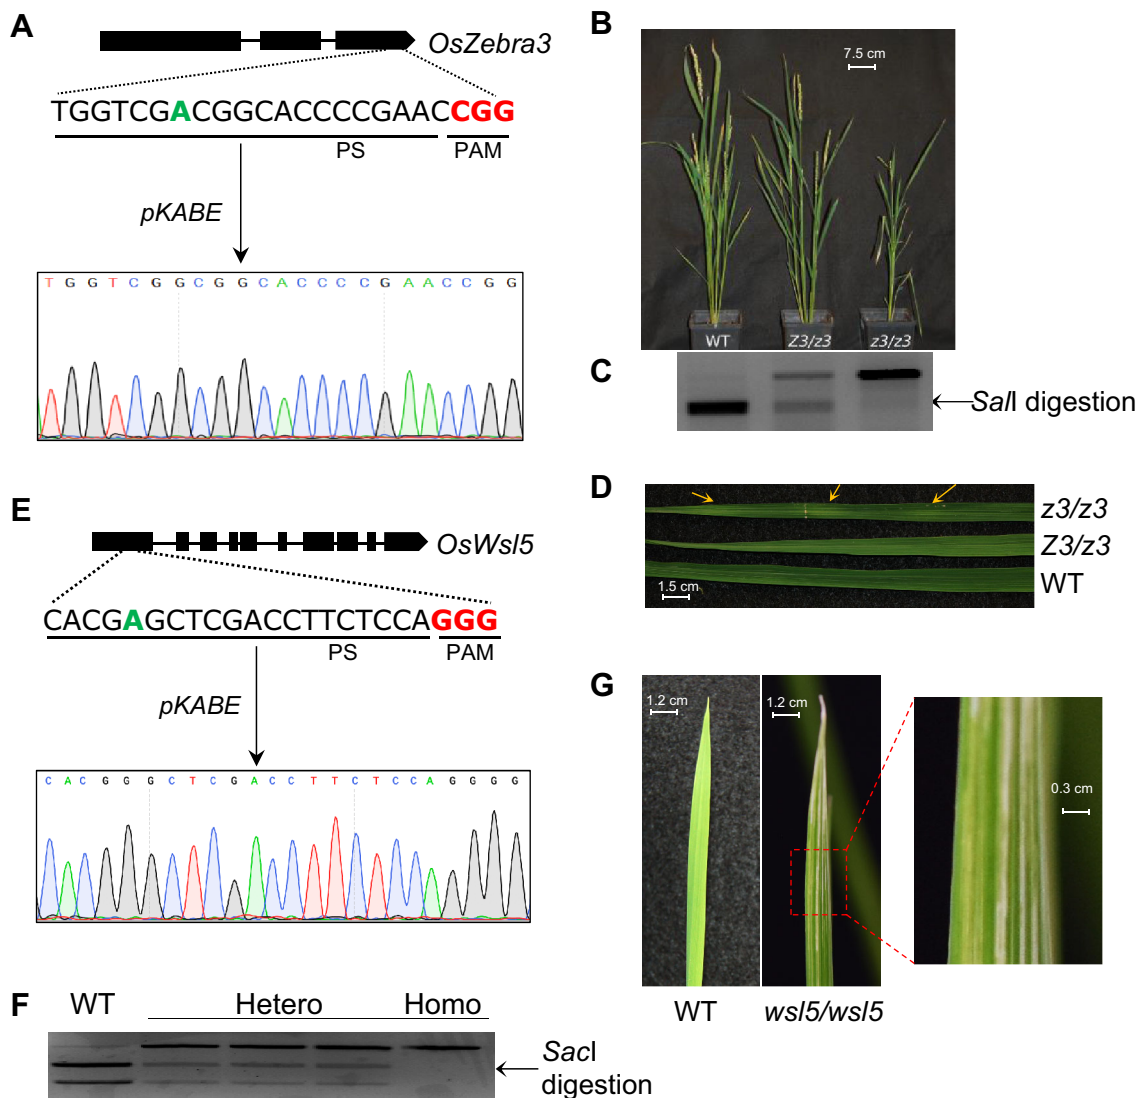 A
OsZebra3
TGGTCGACGGCACCCCGAACCGG
PS PAM
pKABE
T G G T C G G C G G C A C C C C G A A C C G G
B
7.5 cm
WT Z3/z3 z3/z3
C
SalI digestion
D
z3/z3
Z3/z3
WT
1.5 cm
E
OsWsl5
CACGAGCTCGACCTTCTCCAGGG
PS PAM
pKABE
C A C G G G C T C G A C C T T C T C C A G G G G
F
WT Hetero Homo
SacI
digestion
G
1.2 cm
1.2 cm
0.3 cm
WT wsl5/wsl5